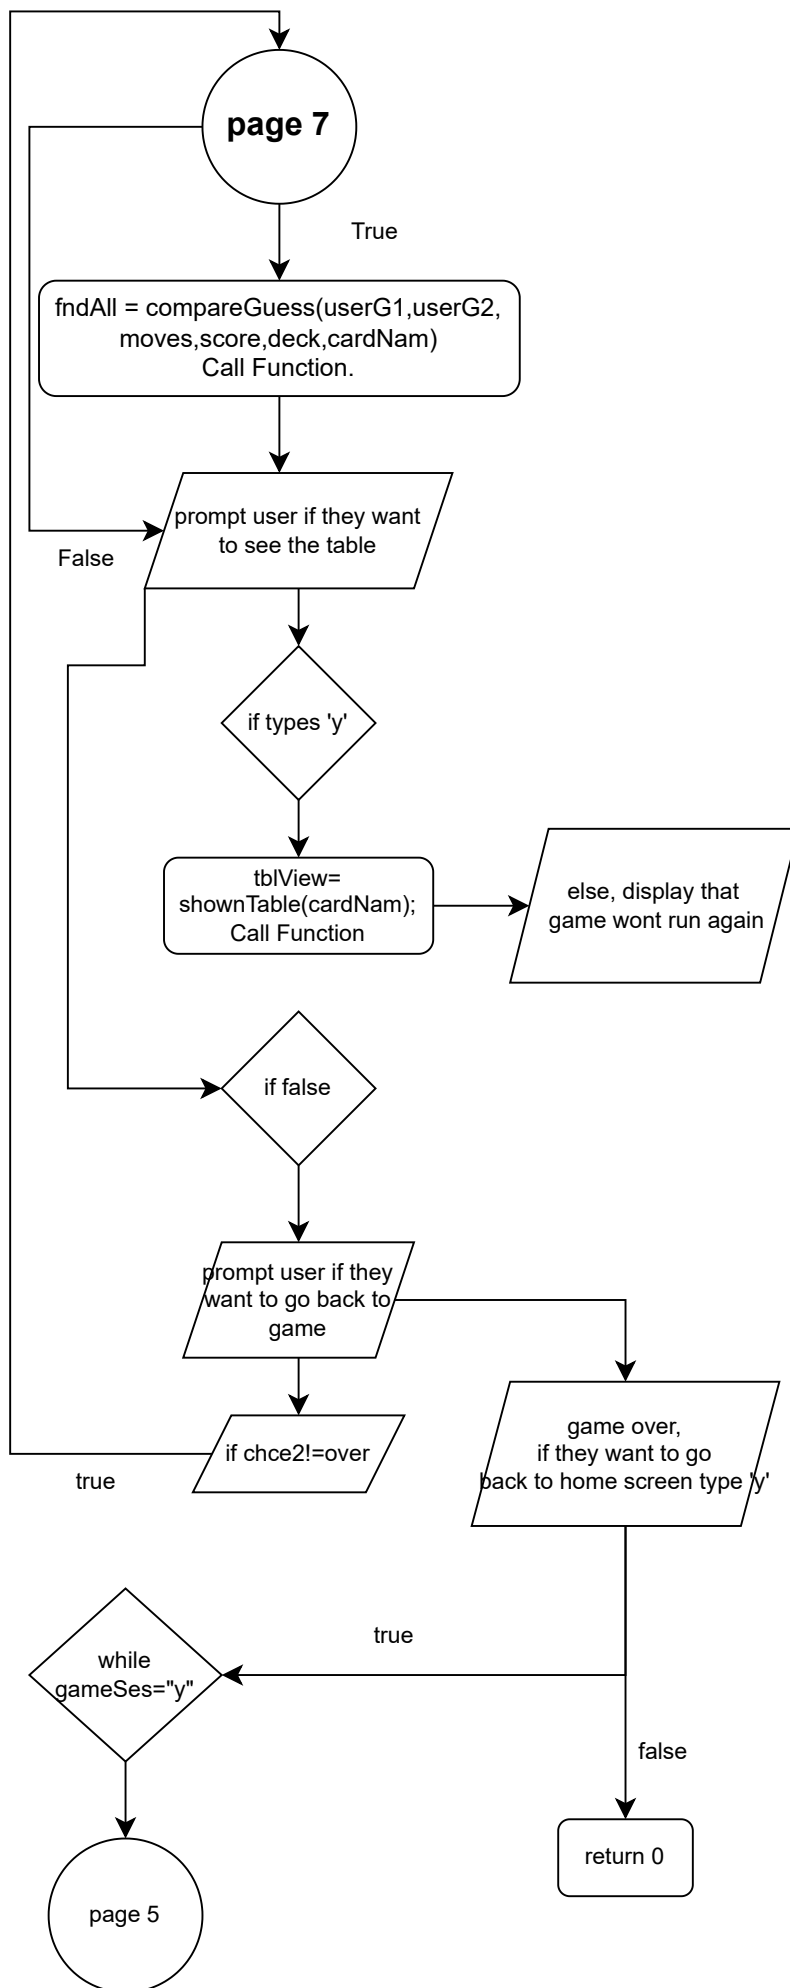 page 7
True
fndAll = compareGuess(userG1,userG2,
moves,score,deck,cardNam)
Call Function.
prompt user if they want
to see the table
False
if types 'y'
tblView=
shownTable(cardNam);
Call Function
else, display that
game wont run again
if false
prompt user if they
want to go back to
game
if chce2!=over
true
game over,
if they want to go
back to home screen type 'y'
true
while
gameSes="y"
false
return 0
page 5